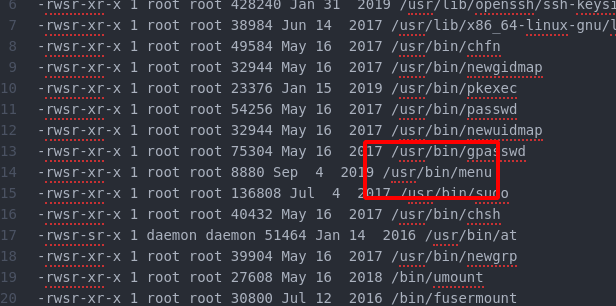 6 -rwsr-xr-x 1 root root 428240 Jan 31  2019 /usr/lib/openssh/ssh-keysi
7 -rwsr-xr-x 1 root root 38984 Jun 14  2017 /usr/lib/x86_64-linux-gnu/l
8 -rwsr-xr-x 1 root root 49584 May 16  2017 /usr/bin/chfn
9 -rwsr-xr-x 1 root root 32944 May 16  2017 /usr/bin/newgidmap
10 -rwsr-xr-x 1 root root 23376 Jan 15  2019 /usr/bin/pkexec
11 -rwsr-xr-x 1 root root 54256 May 16  2017 /usr/bin/passwd
12 -rwsr-xr-x 1 root root 32944 May 16  2017 /usr/bin/newuidmap
13 -rwsr-xr-x 1 root root 75304 May 16  2017 /usr/bin/gpasswd
14 -rwsr-xr-x 1 root root 8880 Sep  4  2019 /usr/bin/menu
15 -rwsr-xr-x 1 root root 136808 Jul  4  2017 /usr/bin/sudo
16 -rwsr-xr-x 1 root root 40432 May 16  2017 /usr/bin/chsh
17 -rwsr-sr-x 1 daemon daemon 51464 Jan 14  2016 /usr/bin/at
18 -rwsr-xr-x 1 root root 39904 May 16  2017 /usr/bin/newgrp
19 -rwsr-xr-x 1 root root 27608 May 16  2018 /bin/umount
20 -rwsr-xr-x 1 root root 30800 Jul 12  2016 /bin/fusermount